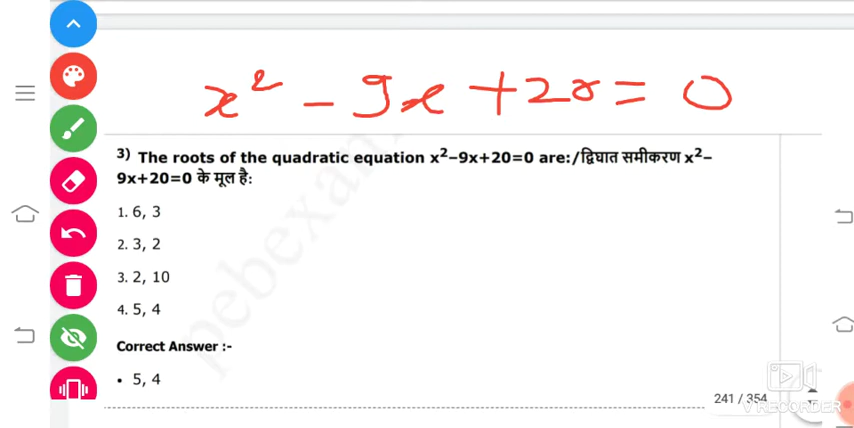 x² – 9x + 20 = 0
3) The roots of the quadratic equation x²–9x+20=0 are:/द्विघात समीकरण x²–
9x+20=0 के मूल है:
1. 6, 3
2. 3, 2
3. 2, 10
4. 5, 4
Correct Answer :-
• 5, 4
241 / 354
V RECORDER
pebexam